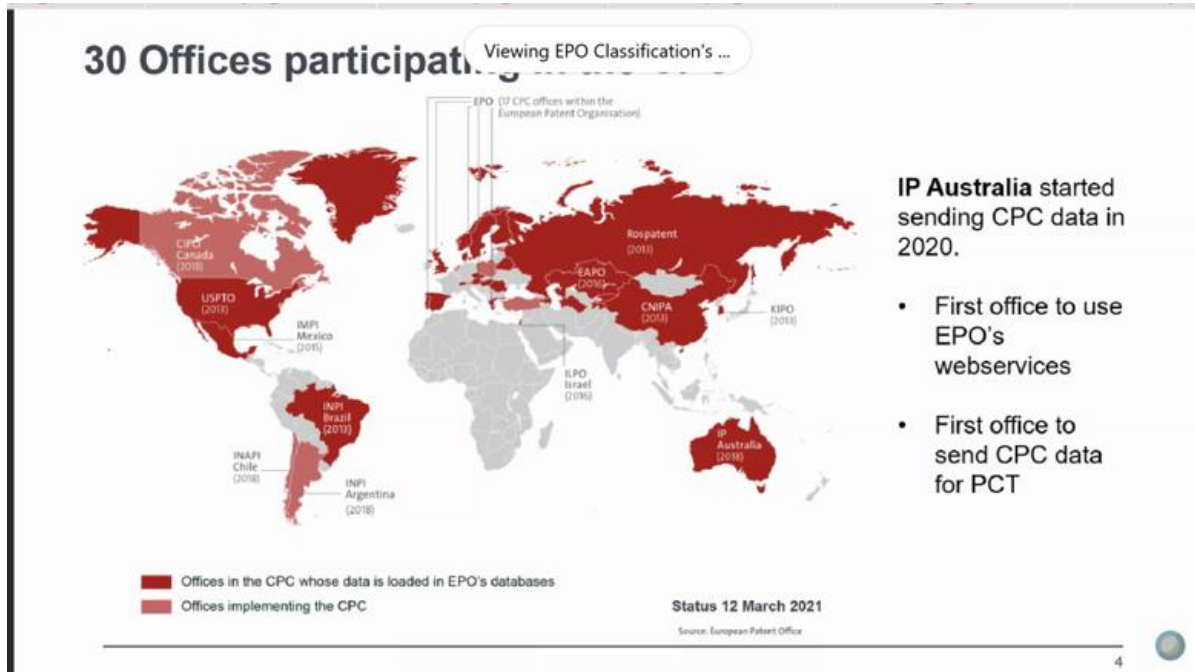 30 Offices participating in the CPC
Viewing EPO Classification's ...
EPO (17 CPC offices within the
European Patent Organisation)
CIPO
Canada
(2018)
USPTO
(2013)
IMPI
Mexico
(2015)
INPI
Brazil
(2013)
INAPI
Chile
(2018)
INPI
Argentina
(2018)
Rospatent
(2013)
EAPO
(2016)
CNIPA
(2013)
KIPO
(2013)
ILPO
Israel
(2016)
IP
Australia
(2018)
IP Australia started
sending CPC data in
2020.
• First office to use
EPO's
webservices
• First office to
send CPC data
for PCT
Offices in the CPC whose data is loaded in EPO's databases
Offices implementing the CPC
Status 12 March 2021
Source: European Patent Office
4